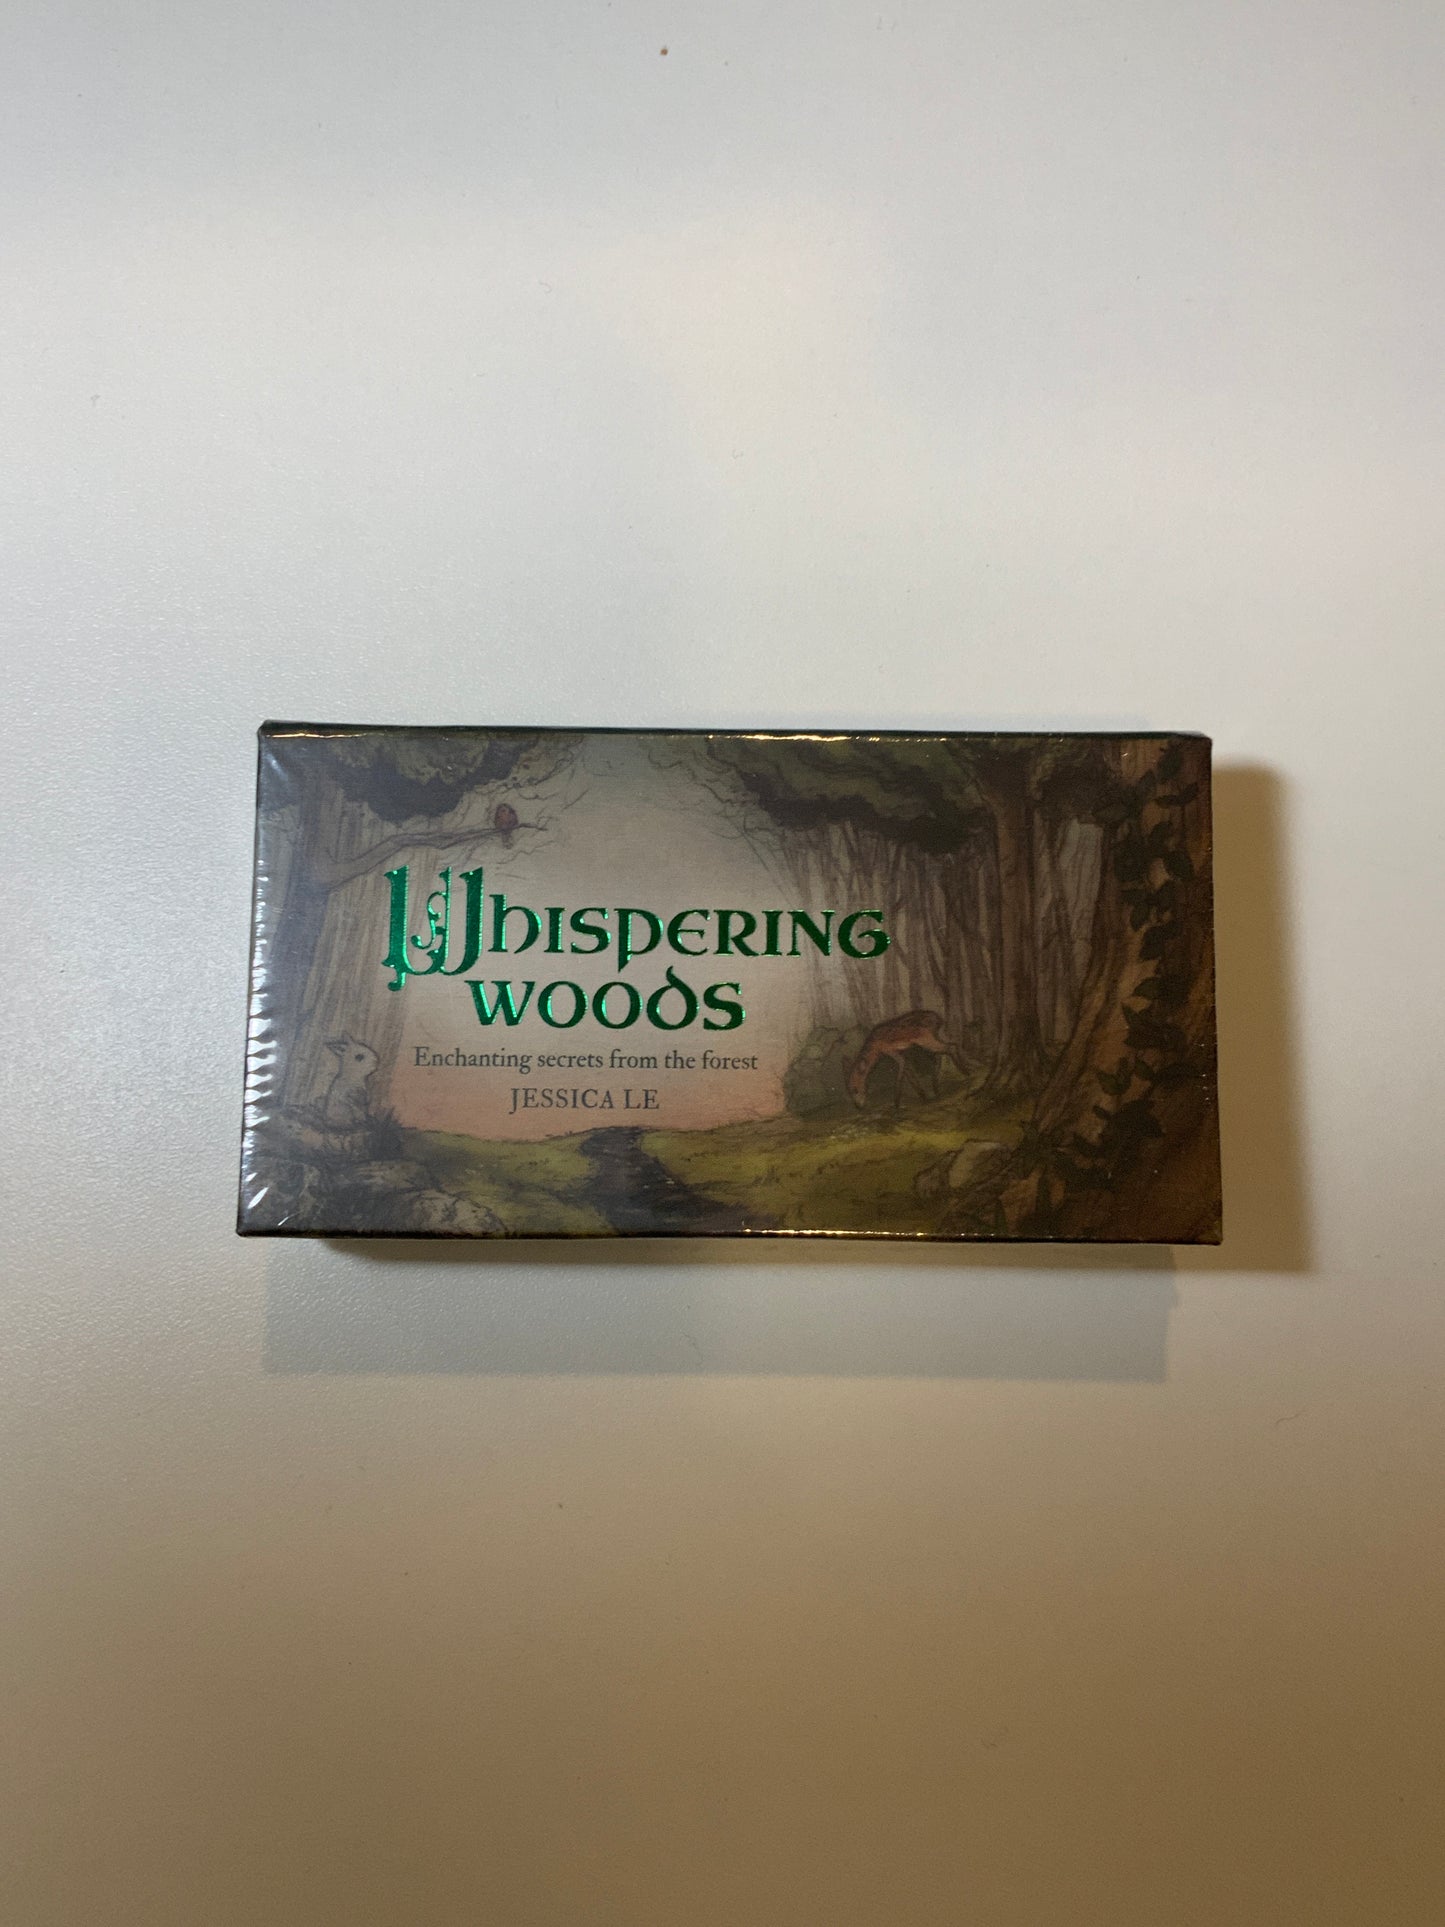 Whispering
woods
Enchanting secrets from the forest
JESSICA LE